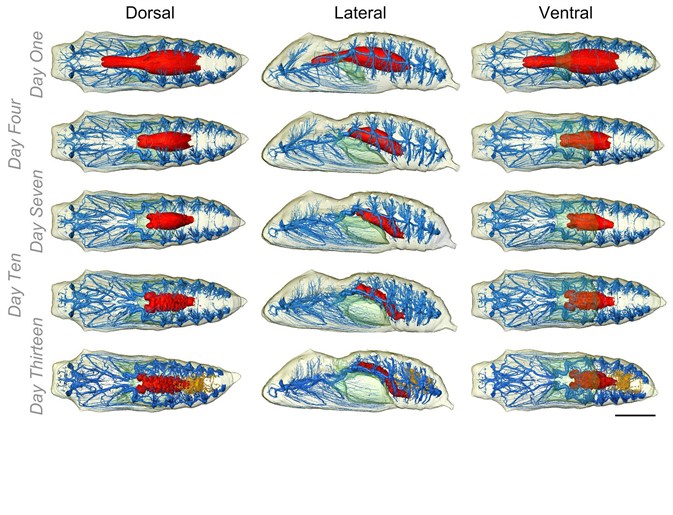 Dorsal
Lateral
Ventral
Day One
Day Four
Day Seven
Day Ten
Day Thirteen